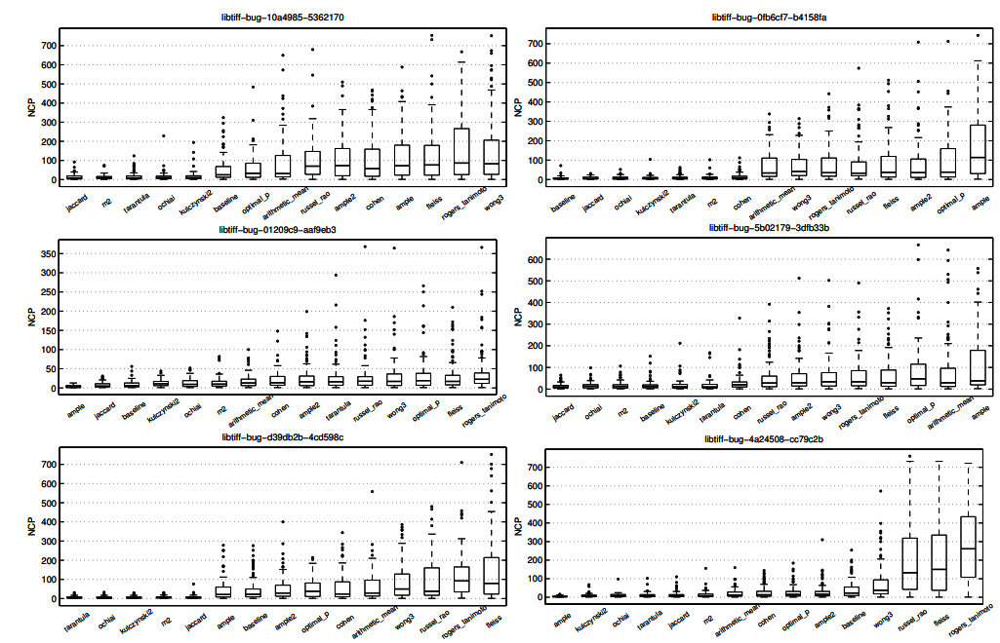 libtiff-bug-10a4985-5362170
NCP
700
600
500
400
300
200
100
0
jaccard
m2
tarantula
ochiai
kulczynski2
baseline
optimal_p
arithmetic_mean
russel_rao
ample2
cohen
ample
fleiss
rogers_tanimoto
wong3
libtiff-bug-0fb6cf7-b4158fa
NCP
700
600
500
400
300
200
100
0
baseline
jaccard
ochiai
kulczynski2
tarantula
m2
cohen
arithmetic_mean
wong3
rogers_tanimoto
russel_rao
fleiss
ample2
optimal_p
ample
libtiff-bug-01209c9-aaf9eb3
NCP
350
300
250
200
150
100
50
0
ample
jaccard
baseline
kulczynski2
ochiai
m2
arithmetic_mean
cohen
ample2
tarantula
russel_rao
wong3
optimal_p
fleiss
rogers_tanimoto
libtiff-bug-5b02179-3dfb33b
NCP
600
500
400
300
200
100
0
jaccard
ochiai
m2
baseline
kulczynski2
tarantula
cohen
russel_rao
ample2
wong3
rogers_tanimoto
fleiss
optimal_p
arithmetic_mean
ample
libtiff-bug-d39db2b-4cd598c
NCP
700
600
500
400
300
200
100
0
tarantula
ochiai
kulczynski2
m2
jaccard
ample
baseline
ample2
optimal_p
cohen
arithmetic_mean
wong3
russel_rao
rogers_tanimoto
fleiss
libtiff-bug-4a24508-cc79c2b
NCP
700
600
500
400
300
200
100
0
ample
kulczynski2
ochiai
tarantula
jaccard
m2
arithmetic_mean
cohen
optimal_p
ample2
baseline
wong3
russel_rao
fleiss
rogers_tanimoto